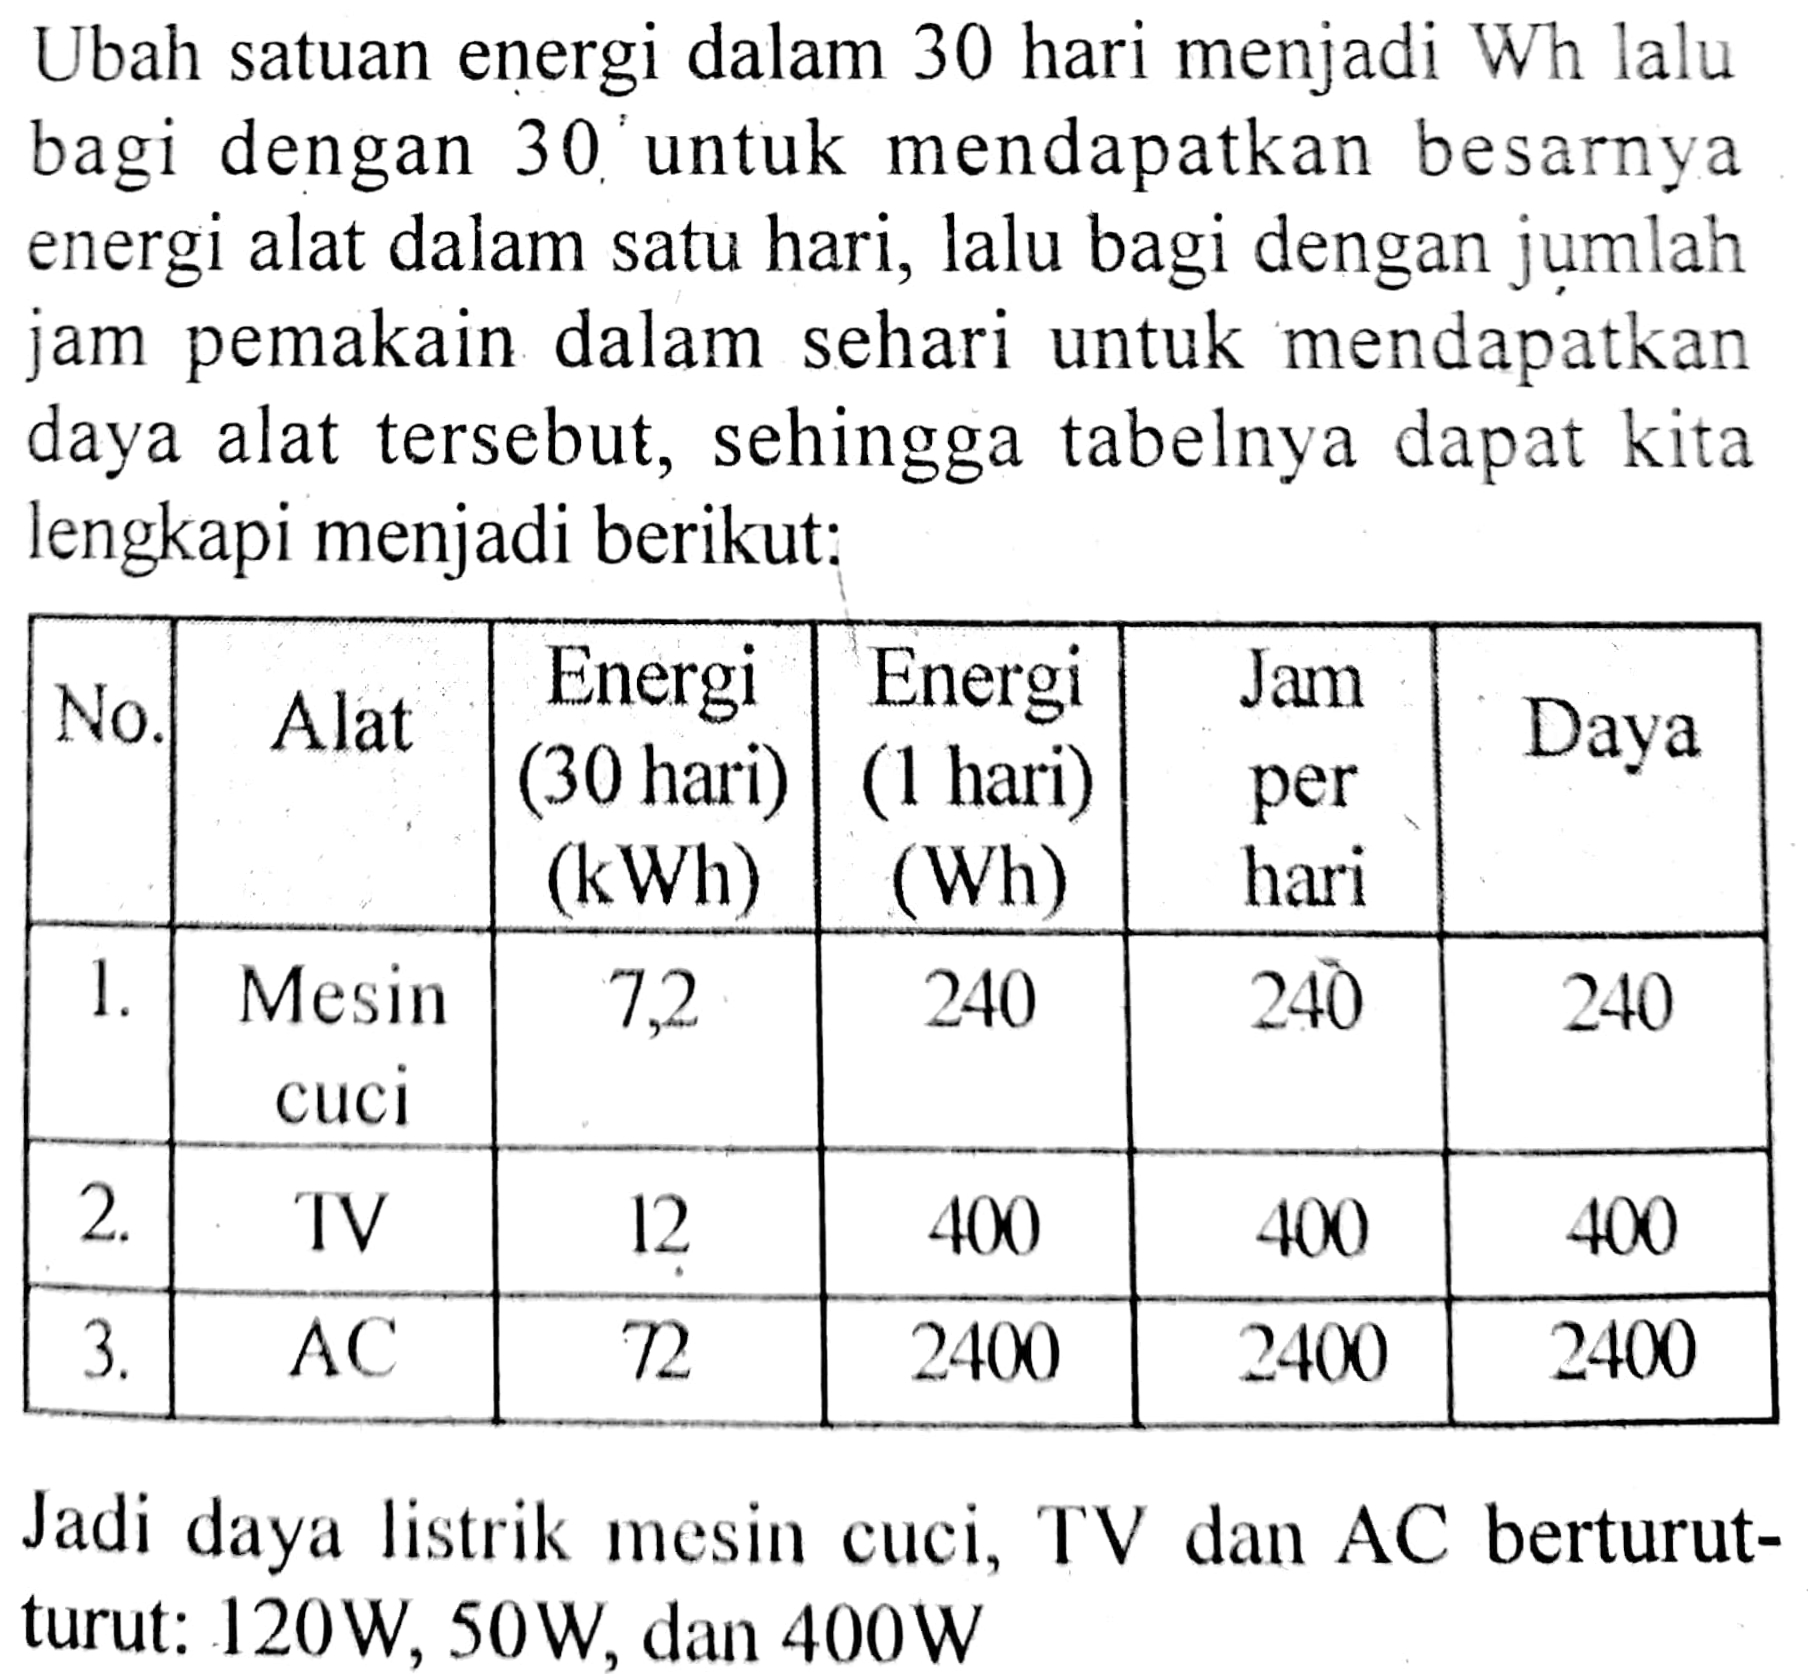 Ubah satuan energi dalam 30 hari menjadi Wh lalu
bagi dengan 30 untuk mendapatkan besarnya
energi alat dalam satu hari, lalu bagi dengan jumlah
jam pemakain dalam sehari untuk mendapatkan
daya alat tersebut, sehingga tabelnya dapat kita
lengkapi menjadi berikut:
No. Alat Energi (30 hari) (kWh) Energi (1 hari) (Wh) Jam per hari Daya
1. Mesin cuci 7,2 240 240 240
2. TV 12 400 400 400
3. AC 72 2400 2400 2400
Jadi daya listrik mesin cuci, TV dan AC berturut-
turut: 120W, 50W, dan 400W